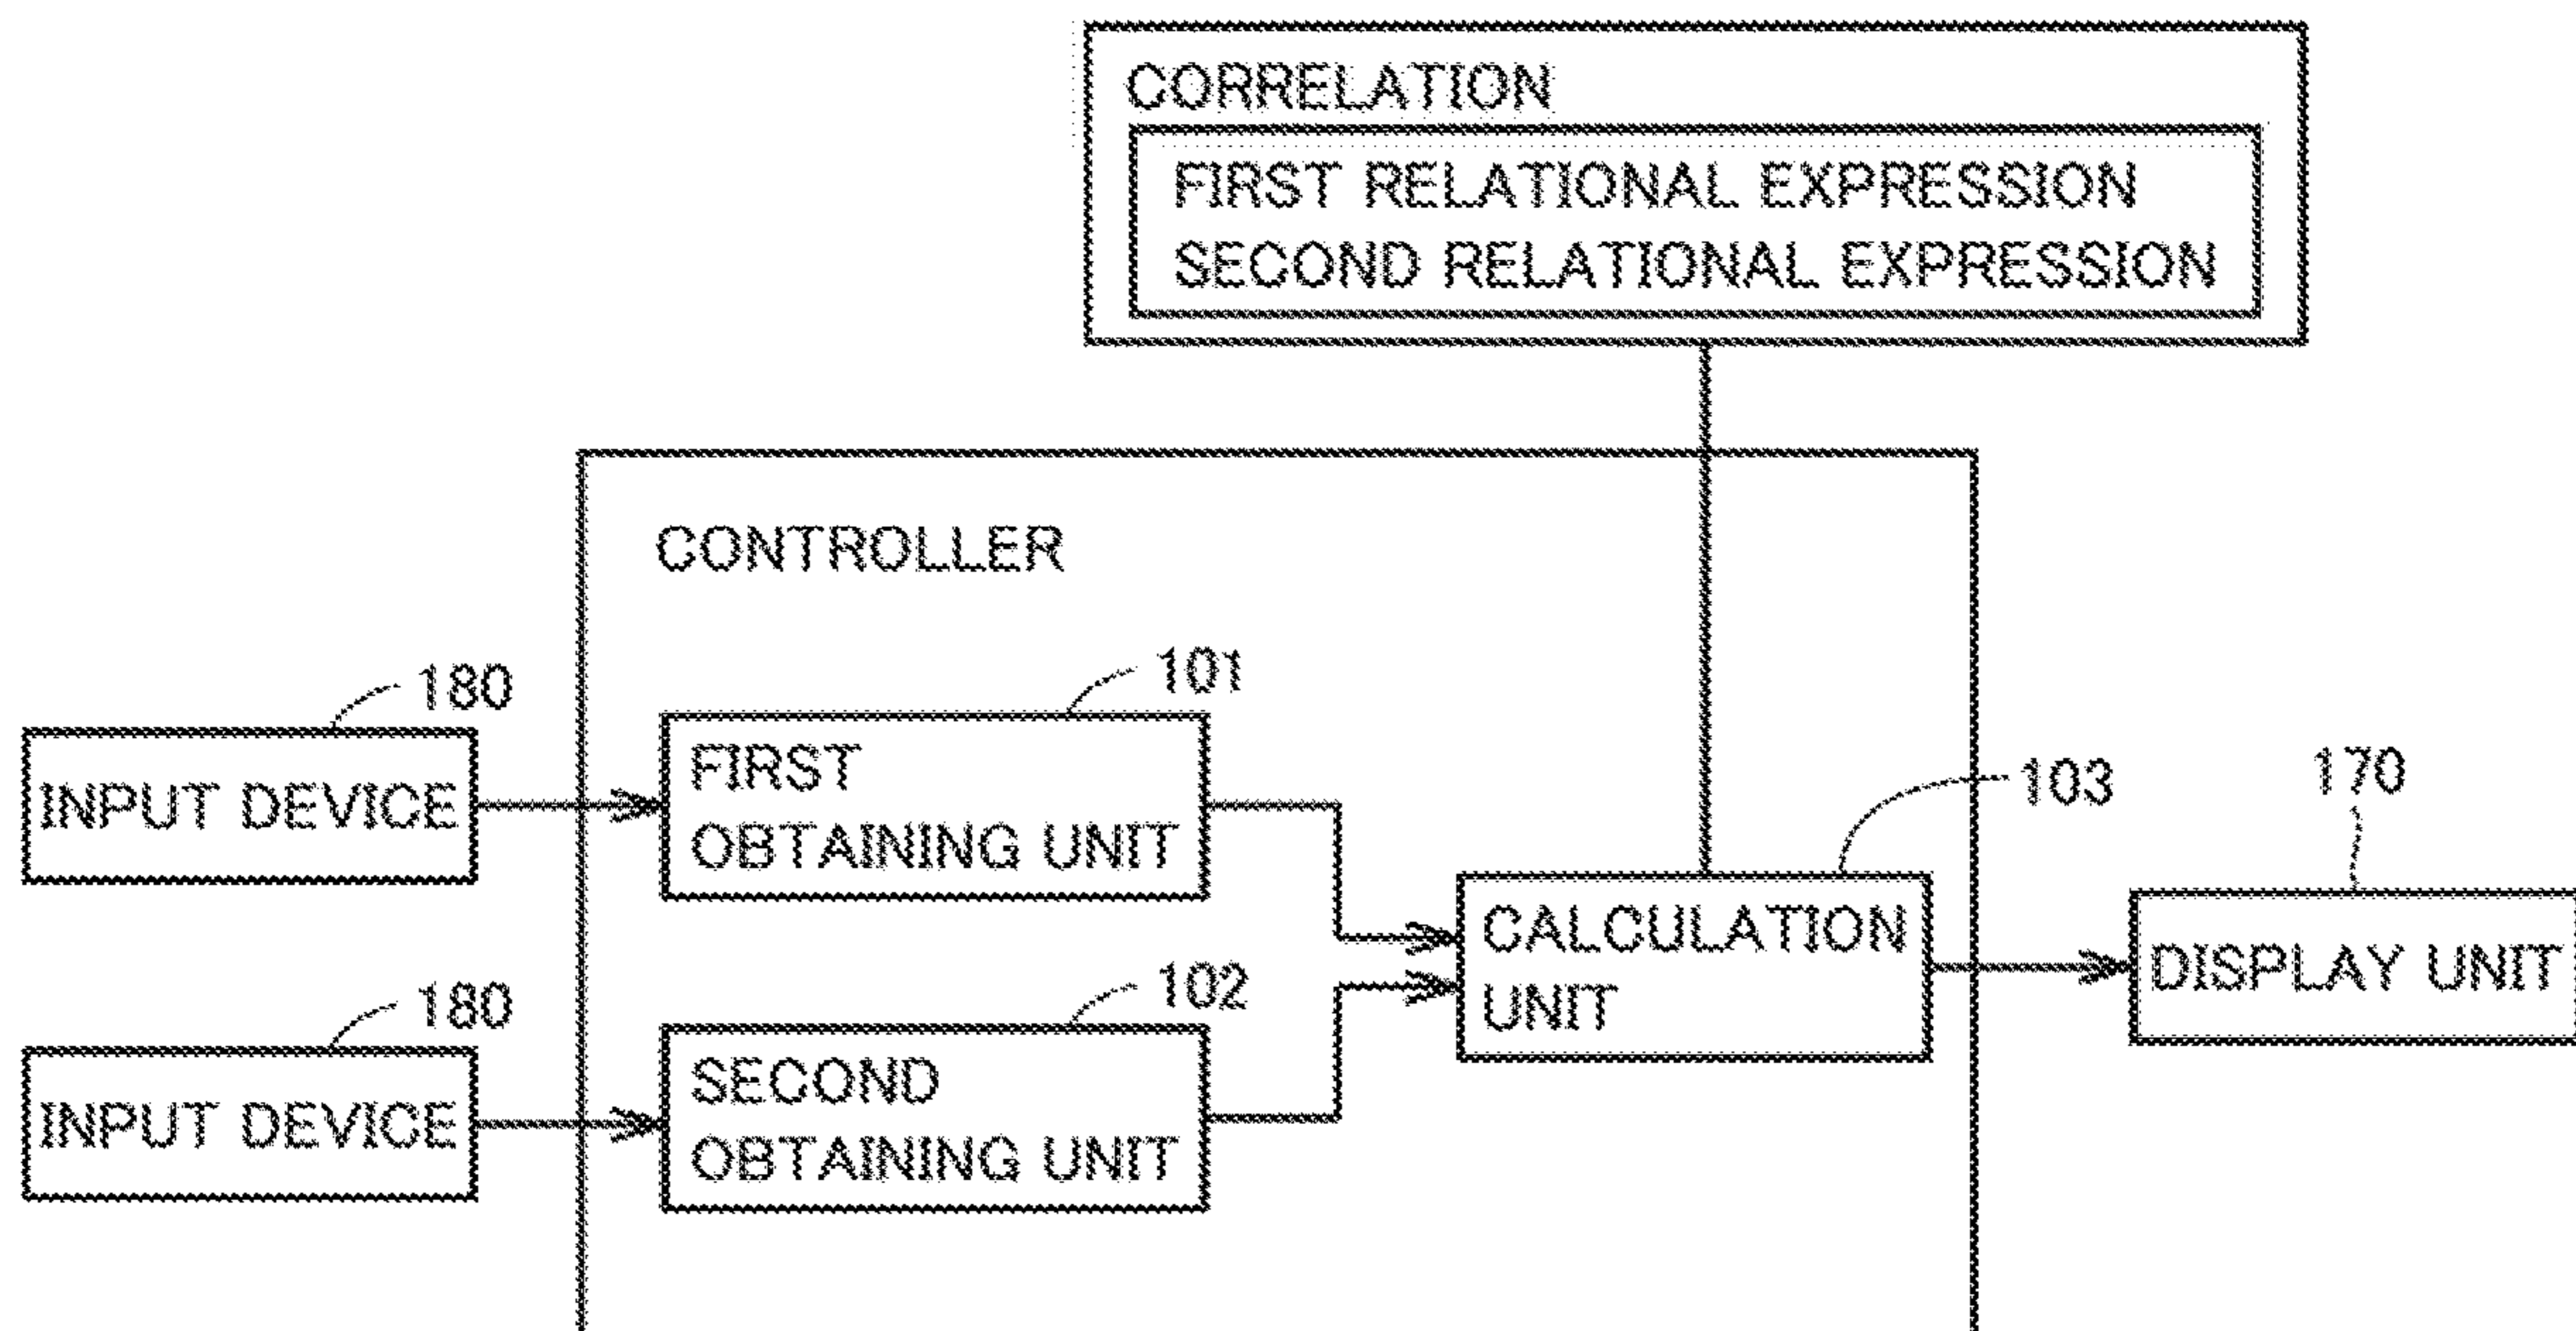 CORRELATION
FIRST RELATIONAL EXPRESSION
SECOND RELATIONAL EXPRESSION
CONTROLLER
180
INPUT DEVICE
101
FIRST
OBTAINING UNIT
103
CALCULATION
UNIT
170
DISPLAY UNIT
180
INPUT DEVICE
102
SECOND
OBTAINING UNIT